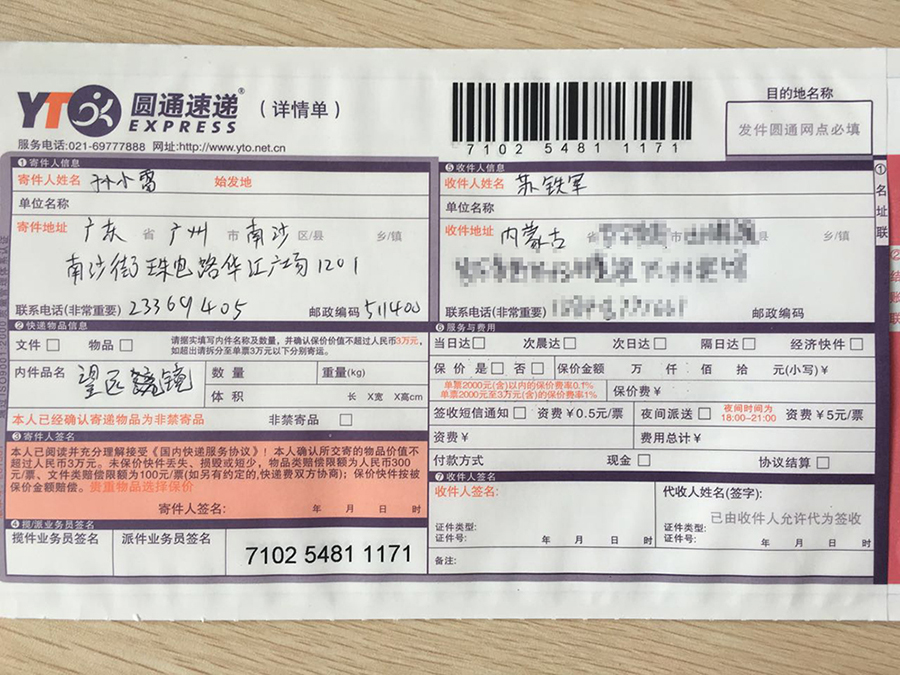 YTO 圆通速递® EXPRESS (详情单)
服务电话:021-69777888 网址:http://www.yto.net.cn
7102 5481 1171
目的地名称
发件圆通网点必填
①寄件人信息
寄件人姓名 孙小雷 始发地
单位名称
寄件地址 广东 省 广州 市 南沙 区/县 乡/镇
南沙街珠电路华江广场1201
联系电话(非常重要) 23369405 邮政编码 511400
⑤收件人信息
收件人姓名 苏铁军
单位名称
收件地址 内蒙古 省 市 县 乡/镇
联系电话(非常重要) 邮政编码
②快递物品信息
文件 □ 物品 □ 请据实填写内件名称及数量，并确认保价价值不超过人民币3万元，
如超出请拆分至单票3万元以下分别寄运。
内件品名 望远镜 数 量 重量(kg)
体 积 长 X宽 X高cm
本人已经确认寄递物品为非禁寄品 非禁寄品 □
③寄件人签名
本人已阅读并充分理解接受《国内快递服务协议》！本人确认所交寄的物品价值不
超过人民币3万元。未保价快件丢失、损毁或短少，物品类赔偿限额为人民币300
元/票、文件类赔偿限额为100元/票(如另有约定的,快递费双方协商)；保价快件按被
保价金额赔偿。贵重物品选择保价
寄件人签名: 年 月 日 时
④揽/派业务员签名
揽件业务员签名 派件业务员签名
7102 5481 1171
⑥服务与费用
当日达 □ 次晨达 □ 次日达 □ 隔日达 □ 经济快件 □
保 价 是 □ 否 □ 保价金额 万 仟 佰 拾 元(小写)¥
单票2000元(含)以内的保价费率0.1%
单票2000元至3万元(含)的保价费率1% 保价费¥
签收短信通知 □ 资费¥0.5元/票 夜间派送 □ 夜间时间为
18:00-21:00 资费¥5元/票
资费¥ 费用总计¥
付款方式 现金 □ 协议结算 □
⑦收件人签名
收件人签名: 代收人姓名(签字):
已由收件人允许代为签收
证件类型: 证件类型:
证件号: 年 月 日 时 证件号: 年 月 日 时
备注:
①名址联